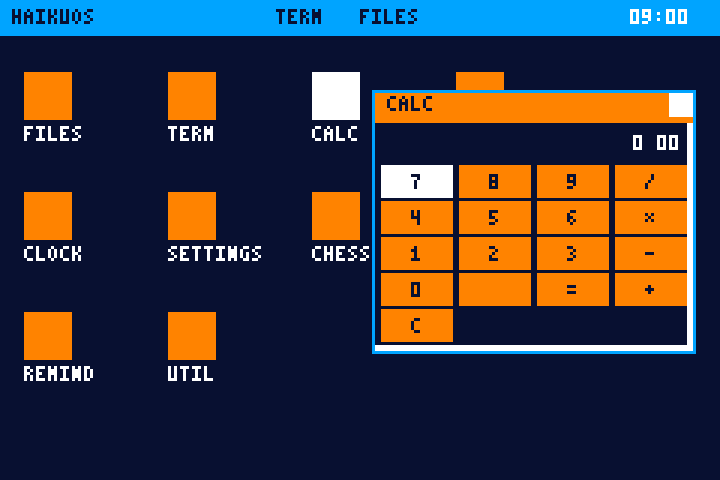 HAIKUOS TERM FILES 09:00
FILES TERM CALC
CALC
0 00
7 8 9 /
4 5 6 ×
1 2 3 -
0 = +
C
CLOCK SETTINGS CHESS
REMIND UTIL